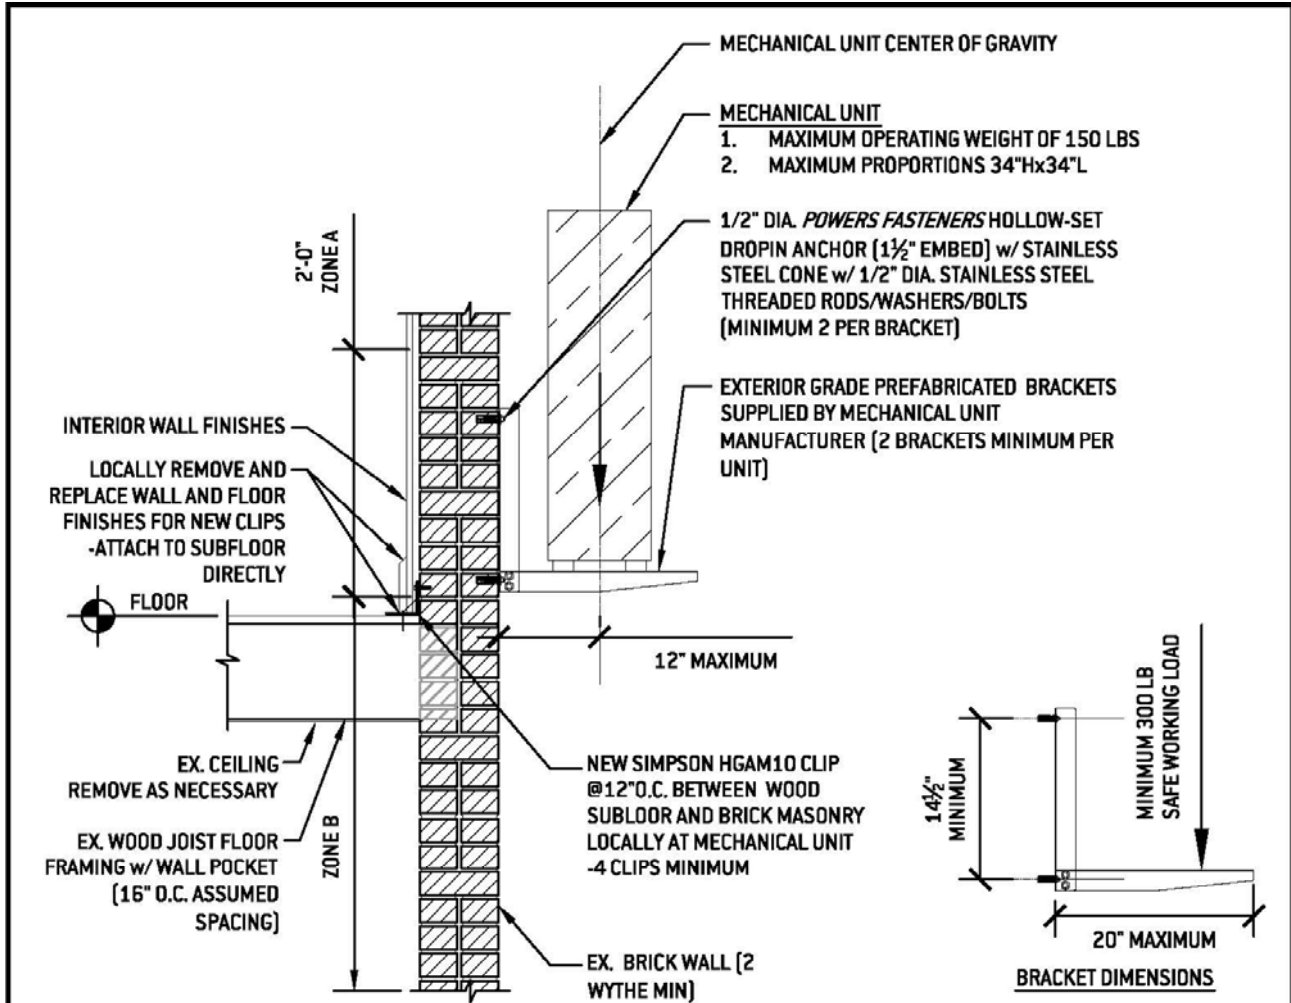 MECHANICAL UNIT CENTER OF GRAVITY
MECHANICAL UNIT
1. MAXIMUM OPERATING WEIGHT OF 150 LBS
2. MAXIMUM PROPORTIONS 34"Hx34"L
1/2" DIA. POWERS FASTENERS HOLLOW-SET
DROPIN ANCHOR (1½" EMBED) w/ STAINLESS
STEEL CONE w/ 1/2" DIA. STAINLESS STEEL
THREADED RODS/WASHERS/BOLTS
(MINIMUM 2 PER BRACKET)
EXTERIOR GRADE PREFABRICATED BRACKETS
SUPPLIED BY MECHANICAL UNIT
MANUFACTURER (2 BRACKETS MINIMUM PER
UNIT)
2'-0"
ZONE A
INTERIOR WALL FINISHES
LOCALLY REMOVE AND
REPLACE WALL AND FLOOR
FINISHES FOR NEW CLIPS
-ATTACH TO SUBFLOOR
DIRECTLY
FLOOR
12" MAXIMUM
EX. CEILING
REMOVE AS NECESSARY
EX. WOOD JOIST FLOOR
FRAMING w/ WALL POCKET
(16" O.C. ASSUMED
SPACING)
ZONE B
NEW SIMPSON HGAM10 CLIP
@12"O.C. BETWEEN WOOD
SUBLOOR AND BRICK MASONRY
LOCALLY AT MECHANICAL UNIT
-4 CLIPS MINIMUM
EX. BRICK WALL (2
WYTHE MIN)
14½"
MINIMUM
MINIMUM 300 LB
SAFE WORKING LOAD
20" MAXIMUM
BRACKET DIMENSIONS